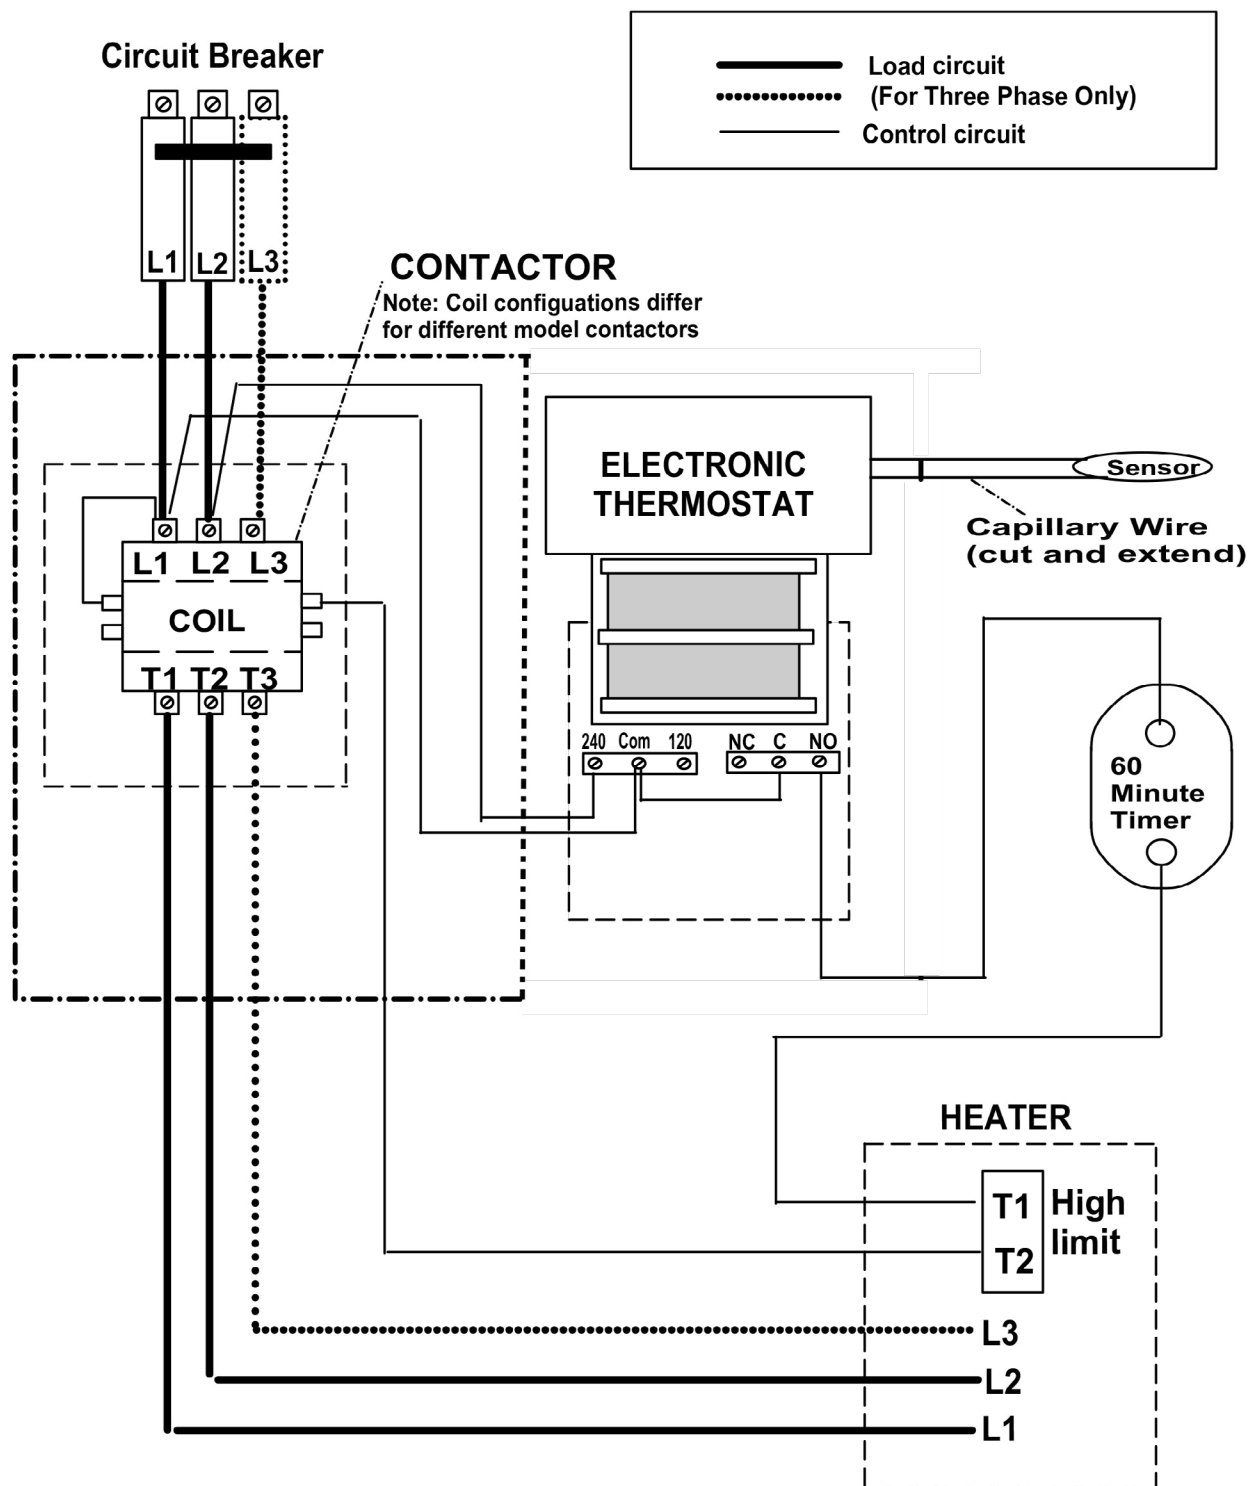 Circuit Breaker
Load circuit
(For Three Phase Only)
Control circuit
L1 L2 L3
CONTACTOR
Note: Coil configuations differ
for different model contactors
ELECTRONIC
THERMOSTAT
Sensor
Capillary Wire
(cut and extend)
L1 L2 L3
COIL
T1 T2 T3
240 Com 120
NC C NO
60
Minute
Timer
HEATER
T1
T2
High
limit
L3
L2
L1